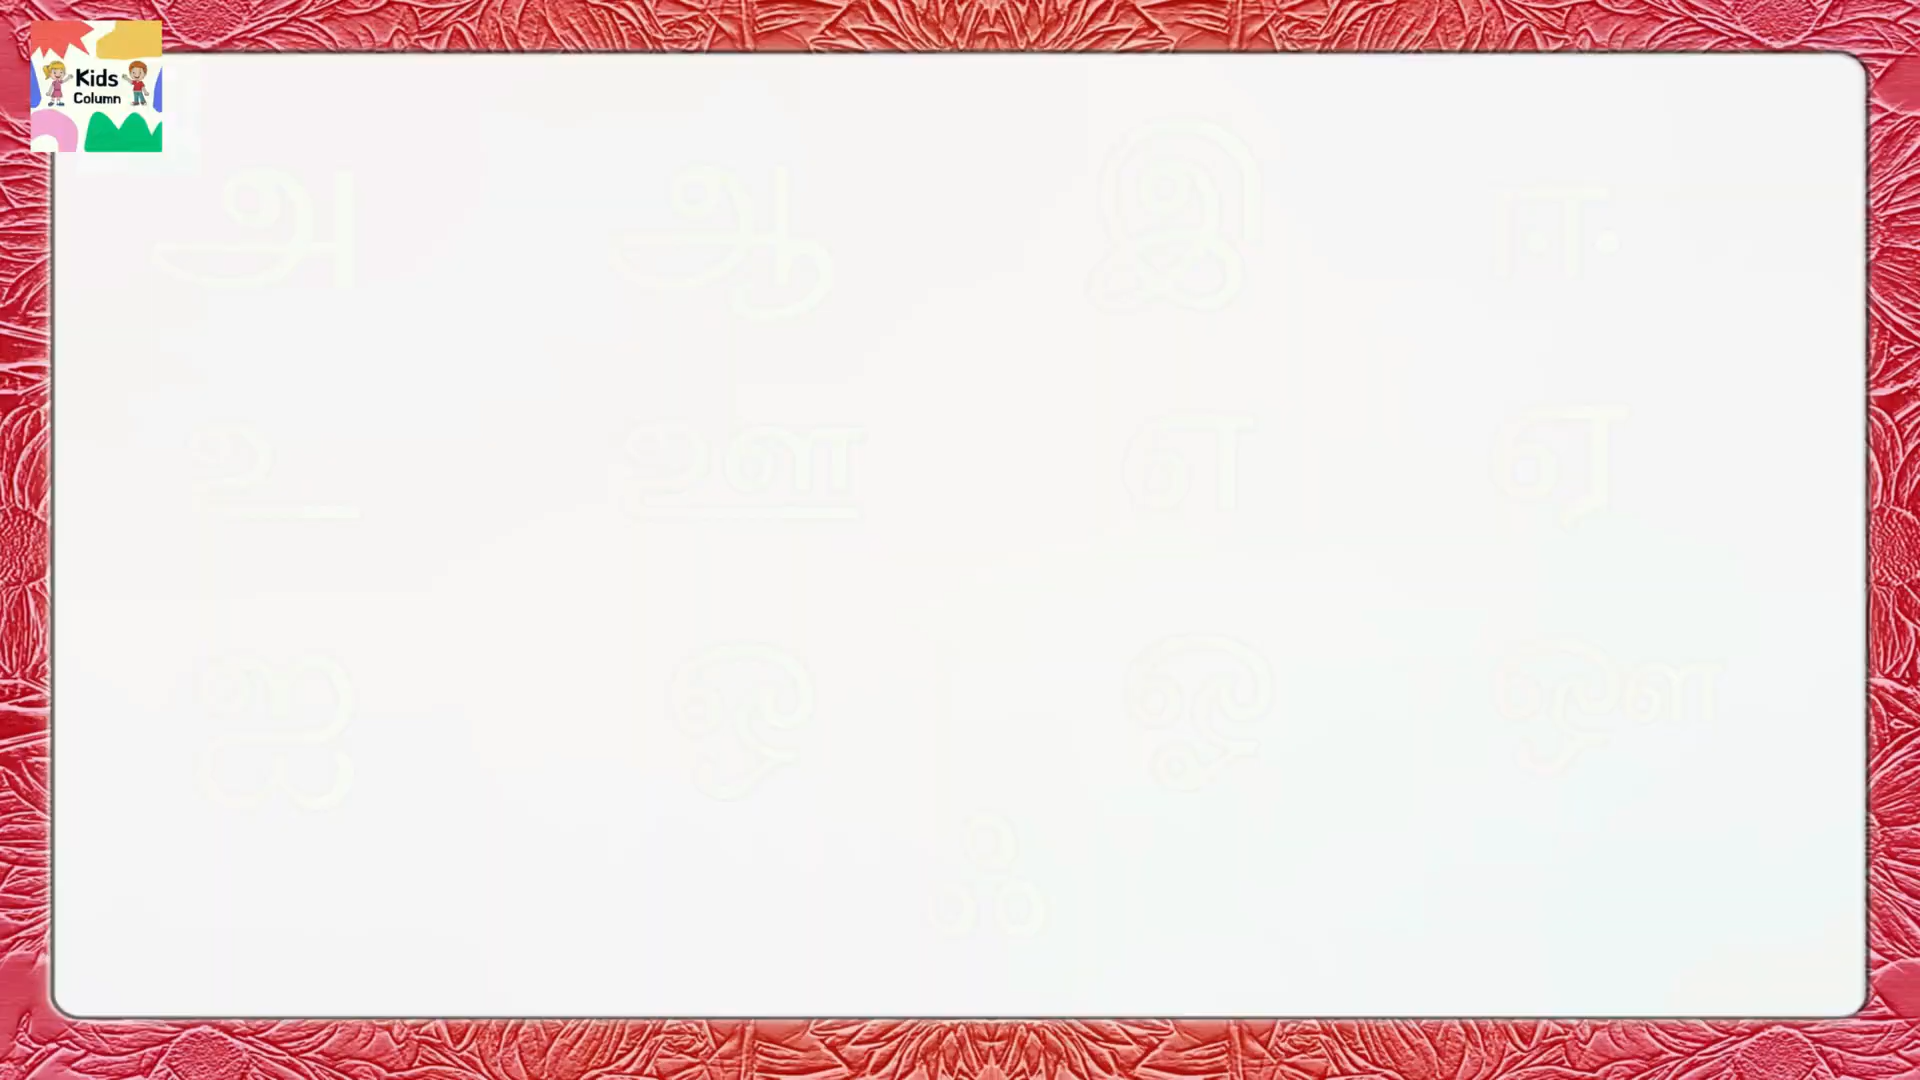 Kids
Column
அ ஆ இ ஈ
உ ஊ எ ஏ
ஐ ஒ ஓ ஔ
ஃ